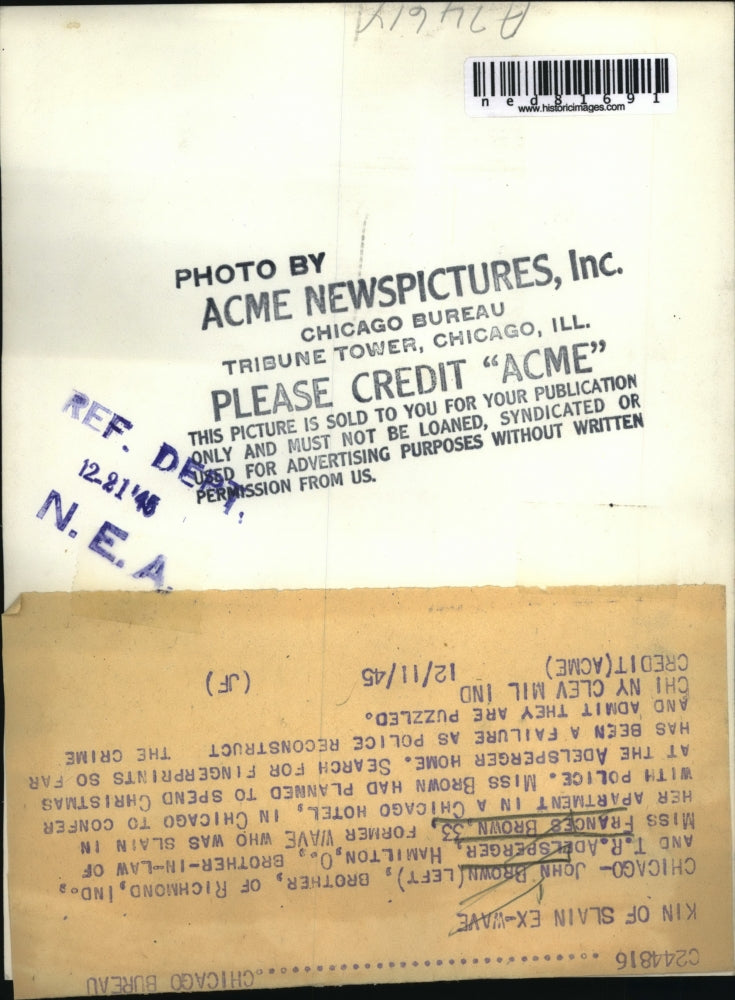 A74614
ned81691
www.historicimages.com
PHOTO BY
ACME NEWSPICTURES, Inc.
CHICAGO BUREAU
TRIBUNE TOWER, CHICAGO, ILL.
PLEASE CREDIT “ACME”
THIS PICTURE IS SOLD TO YOU FOR YOUR PUBLICATION
ONLY AND MUST NOT BE LOANED, SYNDICATED OR
USED FOR ADVERTISING PURPOSES WITHOUT WRITTEN
PERMISSION FROM US.
REF. DEPT.
12-21'45
N. E. A.
C244816 ........................CHICAGO BUREAU
KIN OF SLAIN EX-WAVE
CHICAGO- JOHN BROWN(LEFT), BROTHER, OF RICHMOND,IND.,
AND T.R.ADELSPERGER, HAMILTON,O., BROTHER-IN-LAW OF
MISS FRANCES BROWN,33, FORMER WAVE WHO WAS SLAIN IN
HER APARTMENT IN A CHICAGO HOTEL, IN CHICAGO TO CONFER
WITH POLICE. MISS BROWN HAD PLANNED TO SPEND CHRISTMAS
AT THE ADELSPERGER HOME. SEARCH FOR FINGERPRINTS SO FAR
HAS BEEN A FAILURE AS POLICE RECONSTRUCT THE CRIME
AND ADMIT THEY ARE PUZZLED.
CHI NY CLEV MIL IND
CREDIT(ACME) 12/11/45 (JF)